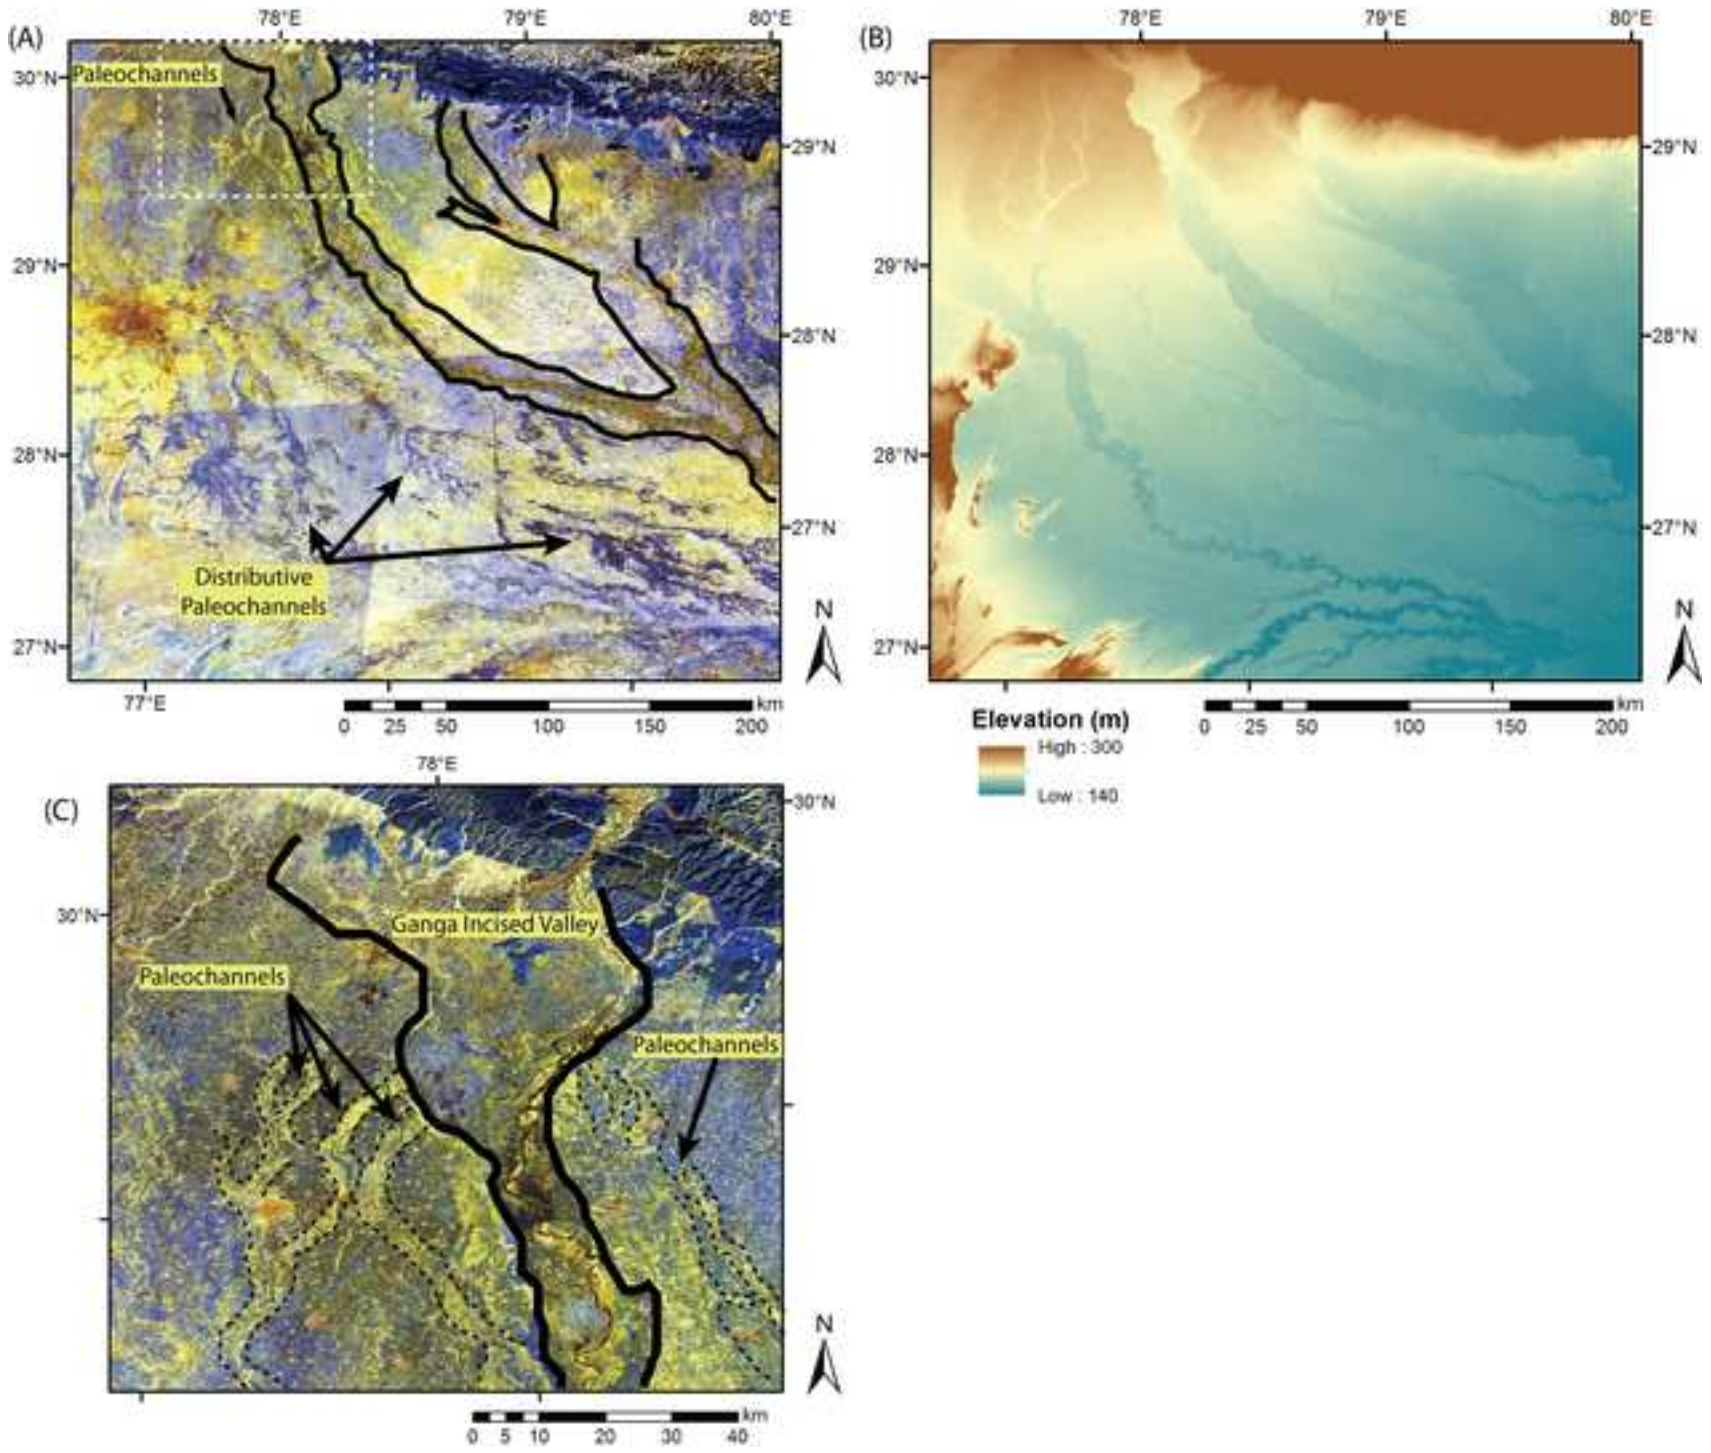 (A)
78°E 79°E 80°E
Paleochannels
30°N
29°N
29°N
28°N
28°N
27°N
27°N
Distributive
Paleochannels
N
77°E
km
0 25 50 100 150 200
(B)
78°E 79°E 80°E
30°N
29°N
29°N
28°N
28°N
27°N
27°N
N
km
0 25 50 100 150 200
Elevation (m)
High : 300
Low : 140
(C)
78°E
30°N
30°N
Ganga Incised Valley
Paleochannels
Paleochannels
N
km
0 5 10 20 30 40